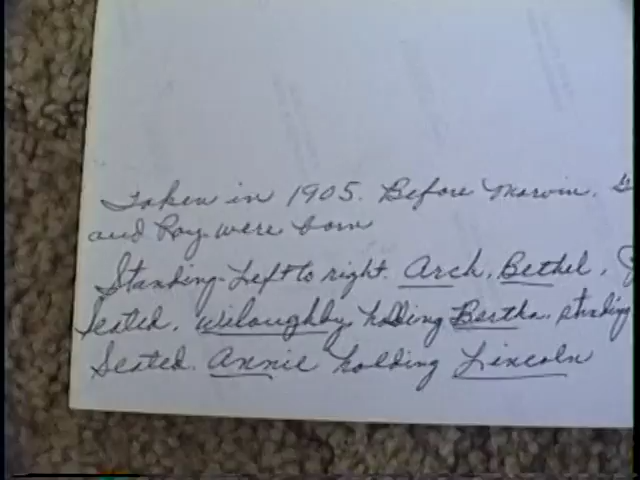 Taken in 1905. Before Marvin.
and Roy were born
Standing-Left to right. Arch, Bethel,
Seated. Wiloughby holding Bertha. standing
Seated. Annie holding Lincoln